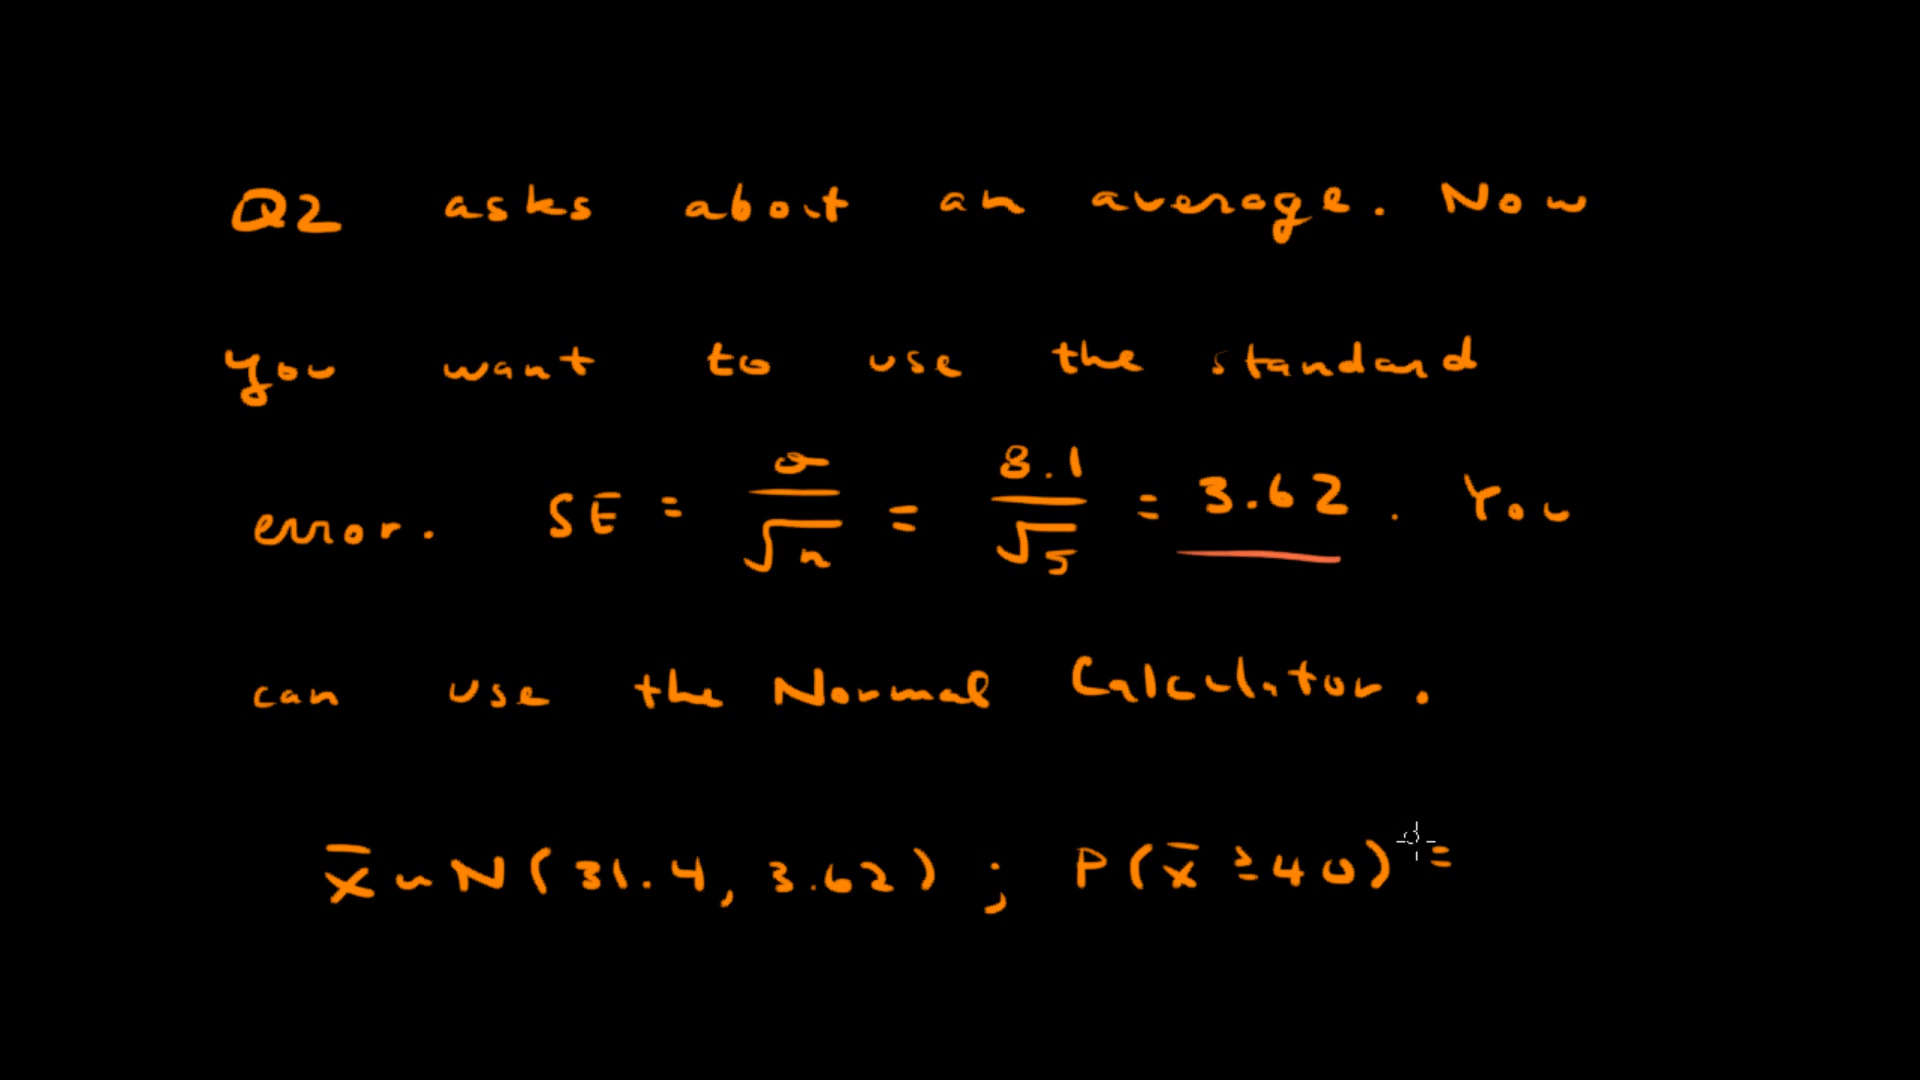 Q2 asks about an average. Now
you want to use the standard
error. SE = σ/√n = 8.1/√5 = 3.62. You
can use the Normal Calculator.
x̄ ~ N(31.4, 3.62); P(x̄ ≥ 40) =